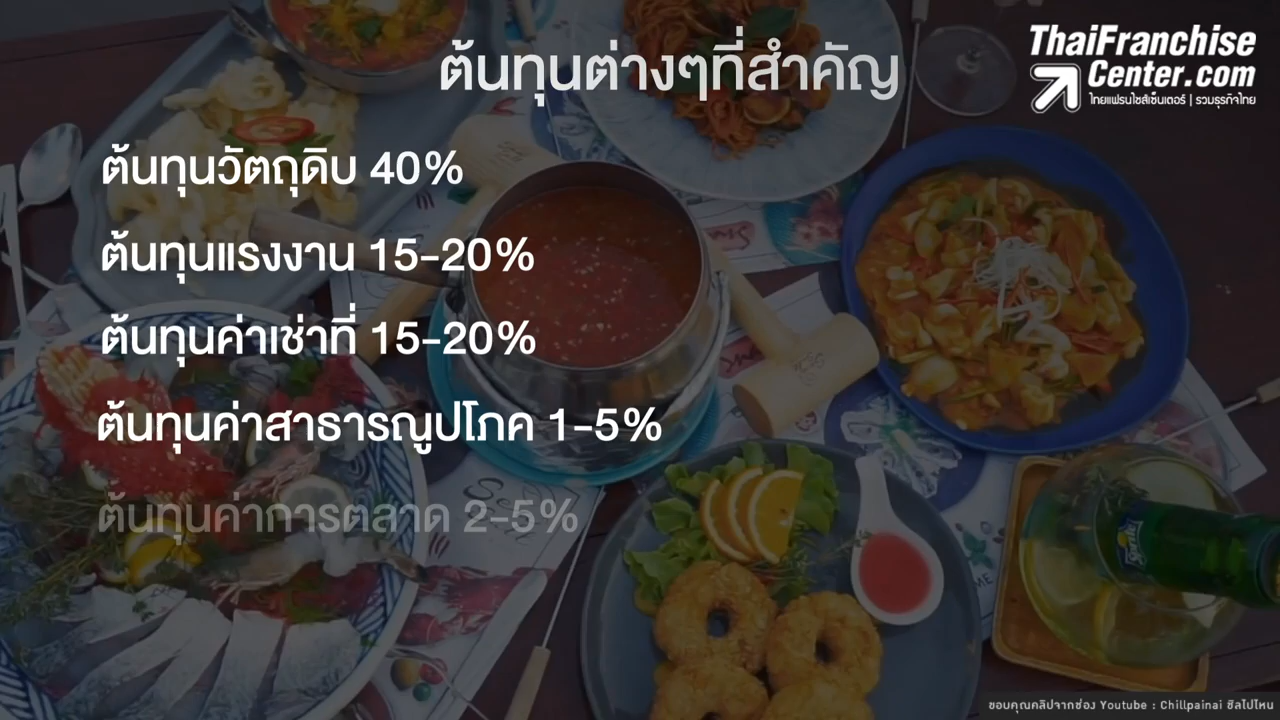 ต้นทุนต่างๆที่สำคัญ
ThaiFranchise
Center.com
ไทยแฟรนไชส์เซ็นเตอร์ | รวมธุรกิจไทย
ต้นทุนวัตถุดิบ 40%
ต้นทุนแรงงาน 15-20%
ต้นทุนค่าเช่าที่ 15-20%
ต้นทุนค่าสาธารณูปโภค 1-5%
ต้นทุนค่าการตลาด 2-5%
ขอบคุณคลิปจากช่อง Youtube : Chillpainai ชิลไปไหน